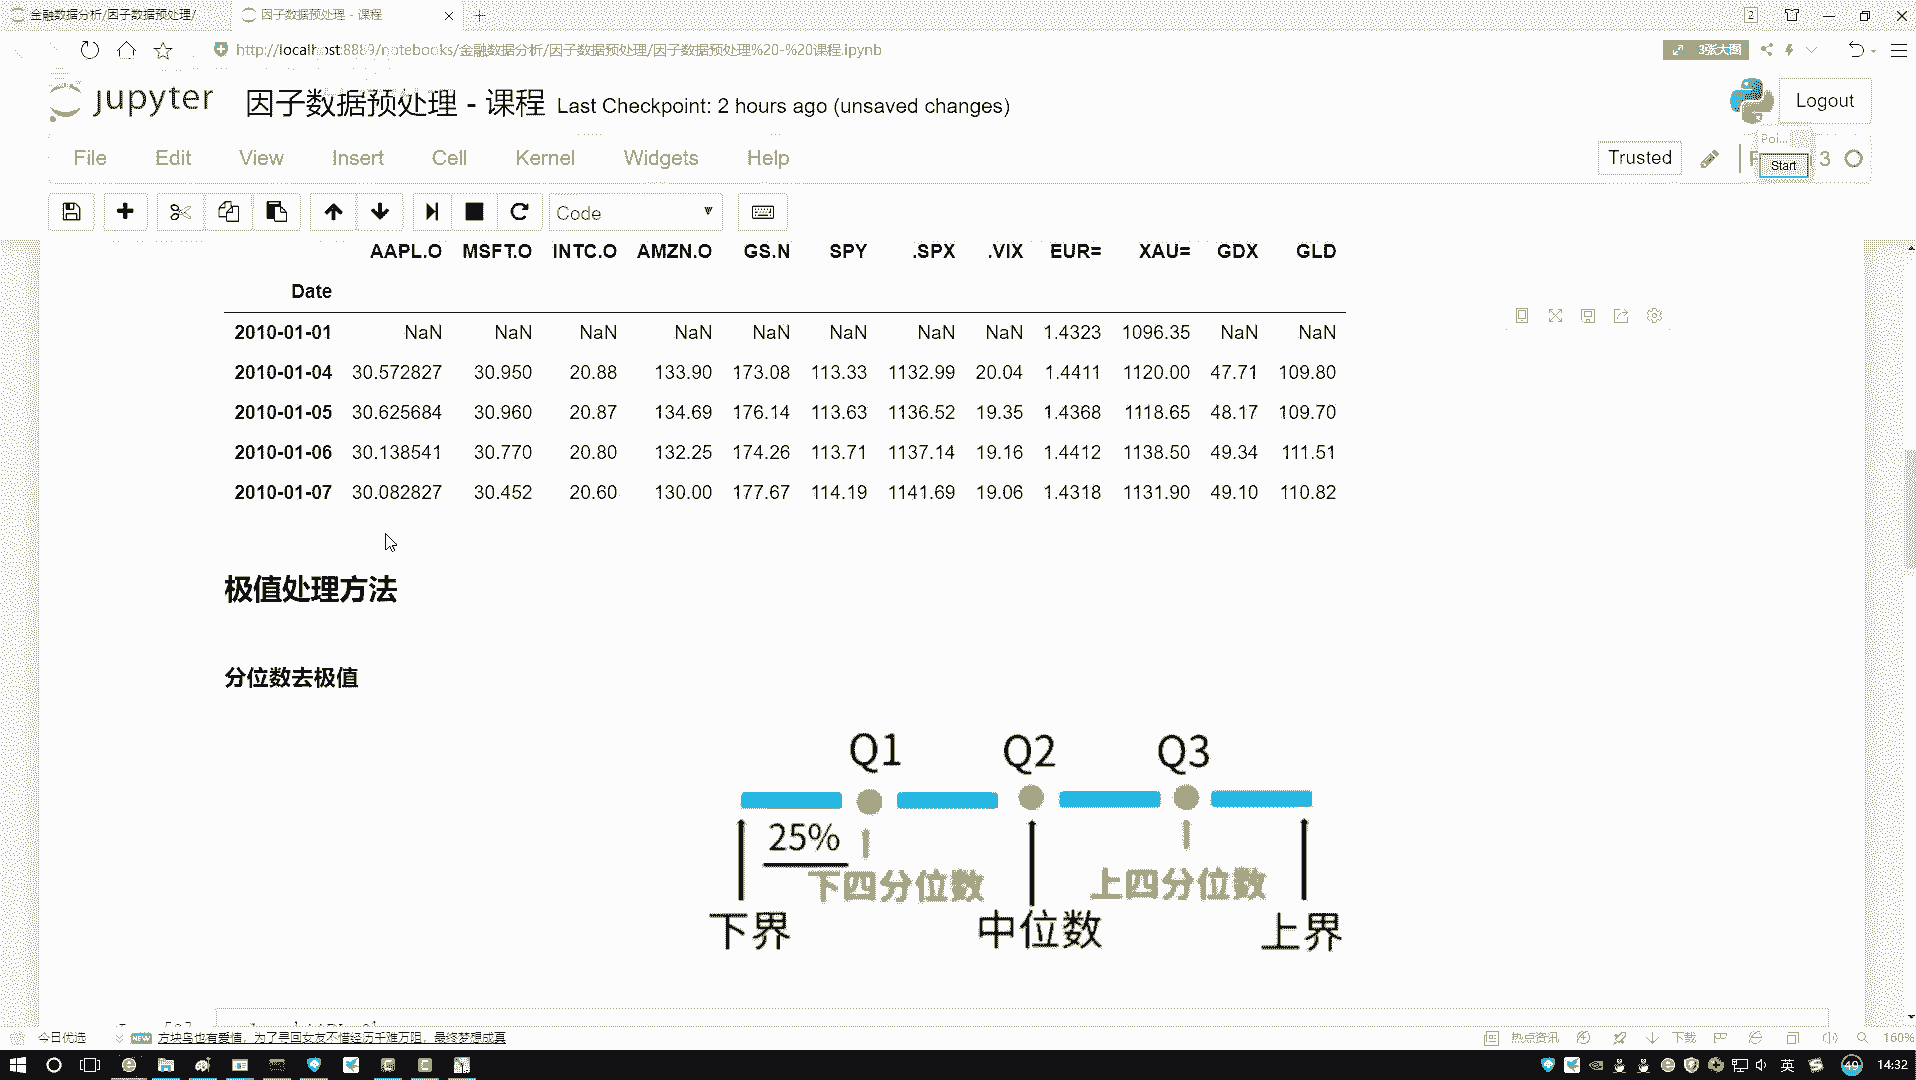 金融数据分析/因子数据预处理/
因子数据预处理 - 课程
2
http://localhost:8889/notebooks/金融数据分析/因子数据预处理/因子数据预处理%20-%20课程.ipynb
3张大图
jupyter 因子数据预处理 - 课程 Last Checkpoint: 2 hours ago (unsaved changes)
Logout
File Edit View Insert Cell Kernel Widgets Help
Trusted
Poi...
Start
3
Code
AAPL.O MSFT.O INTC.O AMZN.O GS.N SPY .SPX .VIX EUR= XAU= GDX GLD
Date
2010-01-01 NaN NaN NaN NaN NaN NaN NaN NaN 1.4323 1096.35 NaN NaN
2010-01-04 30.572827 30.950 20.88 133.90 173.08 113.33 1132.99 20.04 1.4411 1120.00 47.71 109.80
2010-01-05 30.625684 30.960 20.87 134.69 176.14 113.63 1136.52 19.35 1.4368 1118.65 48.17 109.70
2010-01-06 30.138541 30.770 20.80 132.25 174.26 113.71 1137.14 19.16 1.4412 1138.50 49.34 111.51
2010-01-07 30.082827 30.452 20.60 130.00 177.67 114.19 1141.69 19.06 1.4318 1131.90 49.10 110.82
极值处理方法
分位数去极值
Q1 Q2 Q3
25%
下四分位数 上四分位数
下界 中位数 上界
今日优选
NEW 方块鸟也有爱情，为了寻回女友不惜经历千难万阻，最终梦想成真
热点资讯
下载
160%
英
49
14:32